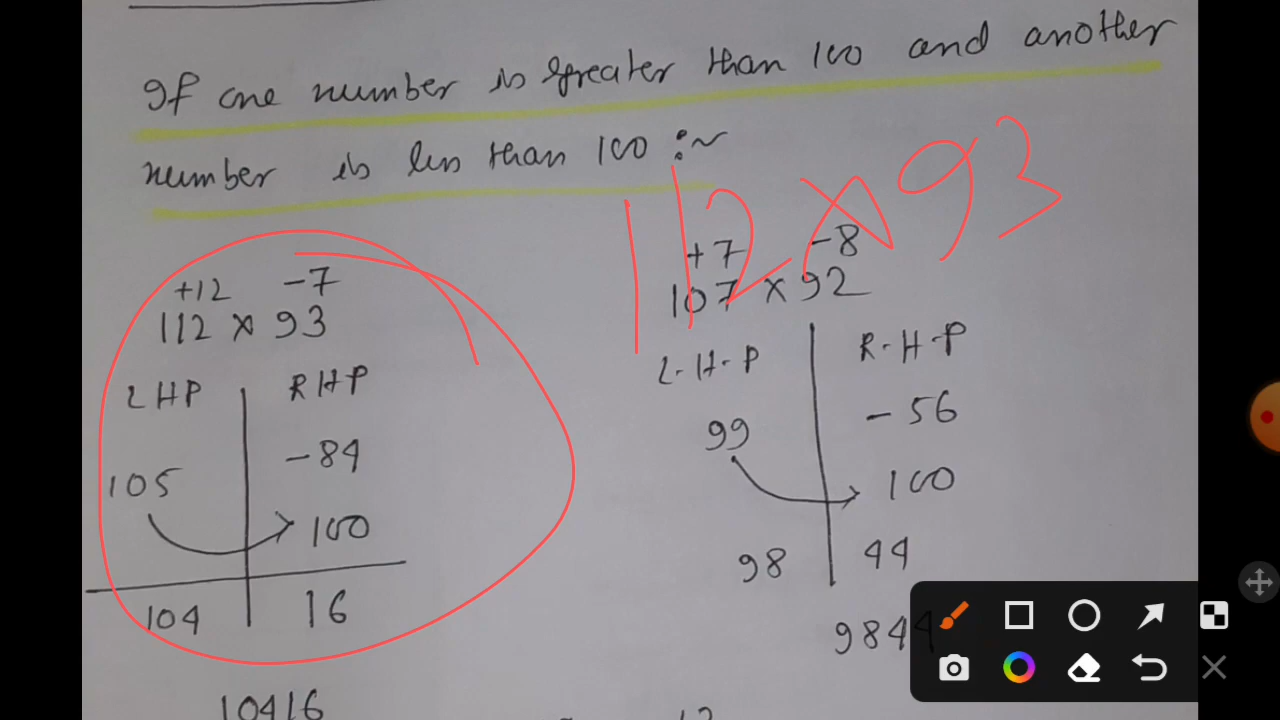 If one number is greater than 100 and another
number is less than 100 :~
112 x 93
+12 -7
112 x 93
LHP RHP
-84
105
100
104 16
10416
+7 -8
107 x 92
L-H-P R-H-P
99 -56
100
98 44
9844